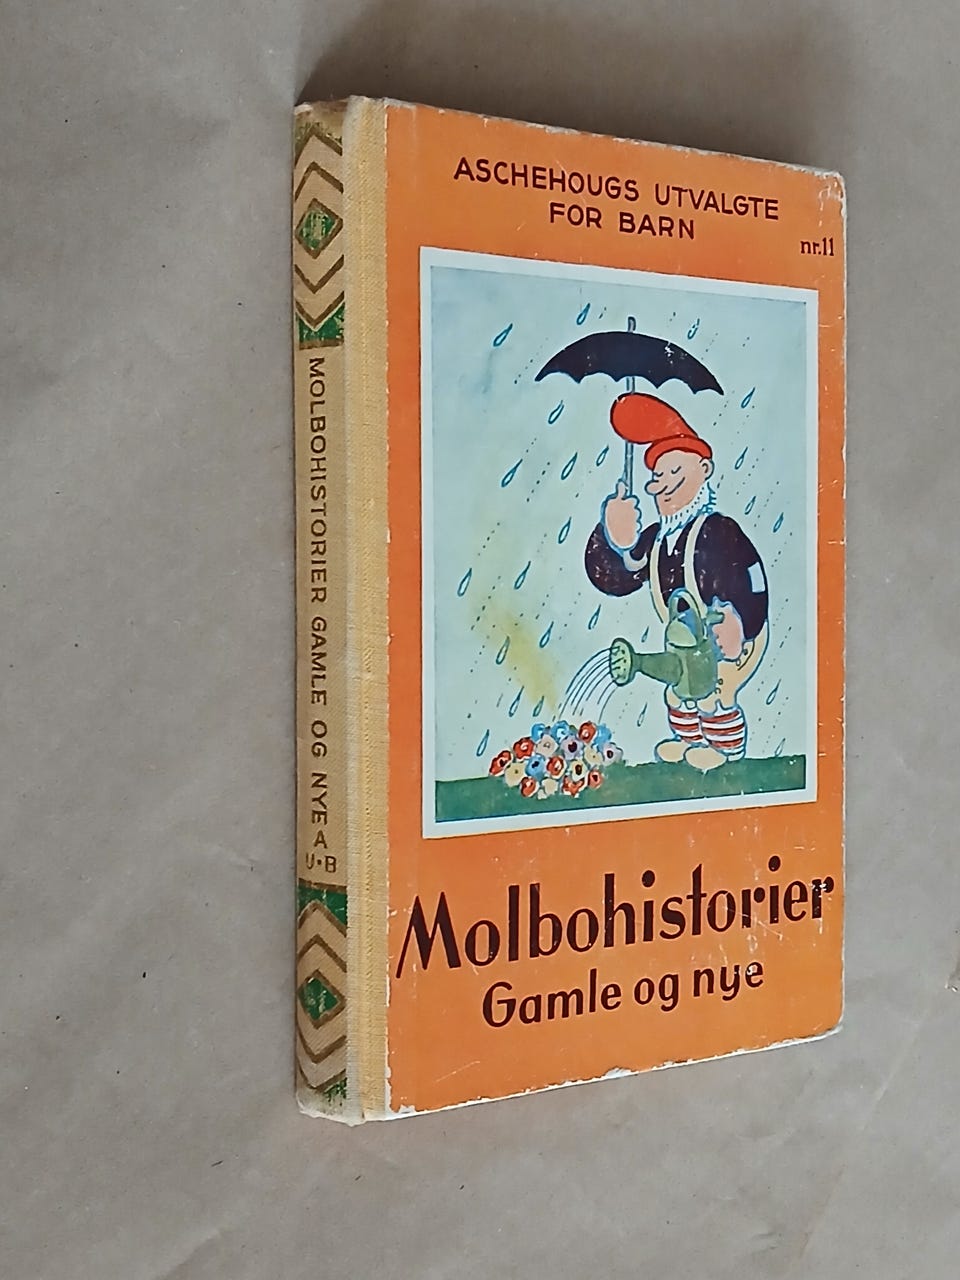 ASCHEHOUGS UTVALGTE
FOR BARN
nr.11
Molbohistorier
Gamle og nye
MOLBOHISTORIER GAMLE OG NYE
A
U·B